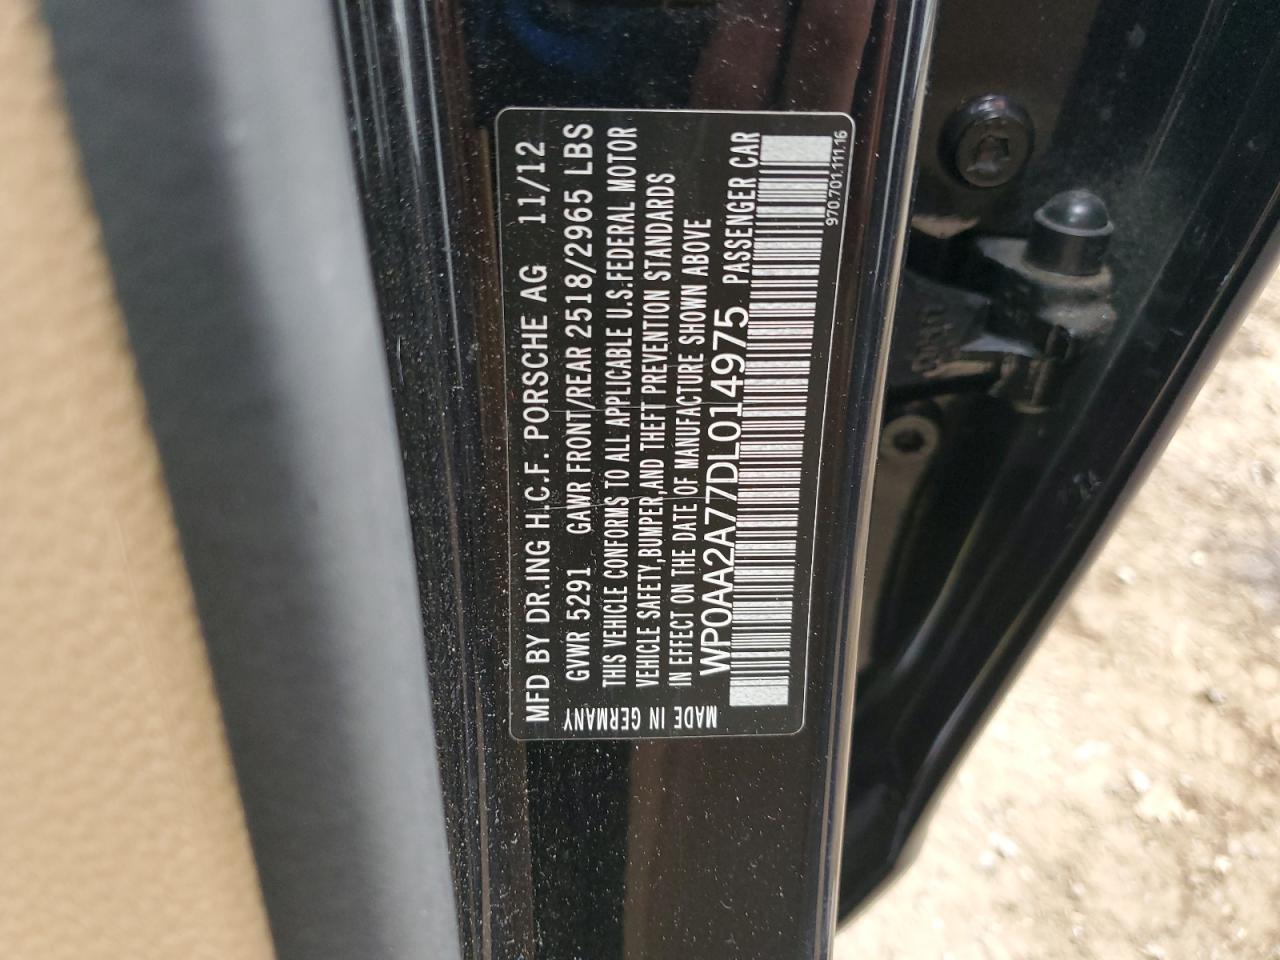 MFD BY DR.ING H.C.F. PORSCHE AG 11/12
GVWR 5291 GAWR FRONT/REAR 2518/2965 LBS
THIS VEHICLE CONFORMS TO ALL APPLICABLE U.S.FEDERAL MOTOR
VEHICLE SAFETY,BUMPER,AND THEFT PREVENTION STANDARDS
IN EFFECT ON THE DATE OF MANUFACTURE SHOWN ABOVE
WP0AA2A77DL014975 PASSENGER CAR
MADE IN GERMANY
970.701.111.16